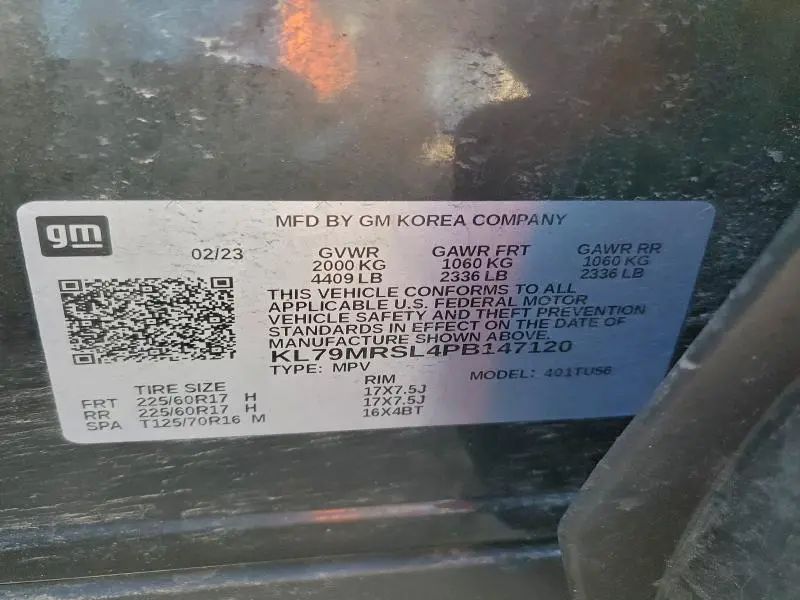 gm
MFD BY GM KOREA COMPANY
02/23 GVWR GAWR FRT GAWR RR
2000 KG 1060 KG 1060 KG
4409 LB 2336 LB 2336 LB
THIS VEHICLE CONFORMS TO ALL
APPLICABLE U.S. FEDERAL MOTOR
VEHICLE SAFETY AND THEFT PREVENTION
STANDARDS IN EFFECT ON THE DATE OF
MANUFACTURE SHOWN ABOVE.
KL79MRSL4PB147120
TYPE: MPV MODEL: 401TU56
TIRE SIZE RIM
FRT 225/60R17 H 17X7.5J
RR 225/60R17 H 17X7.5J
SPA T125/70R16 M 16X4BT